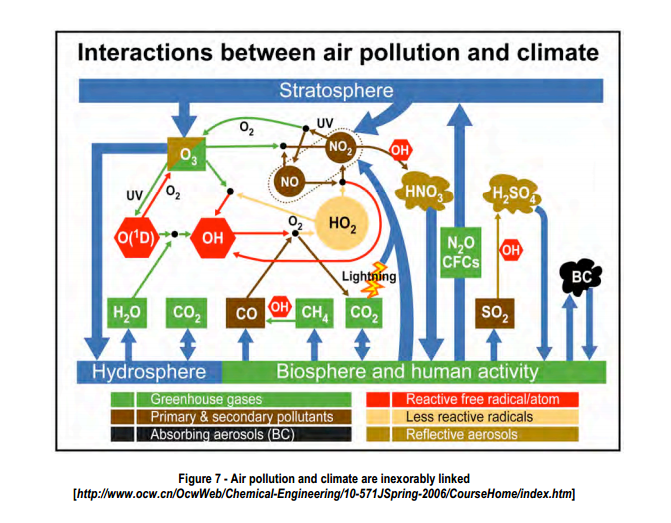 Interactions between air pollution and climate
Stratosphere
O₂
UV
O₃
NO₂
OH
NO
HNO₃
H₂SO₄
UV
O₂
O(¹D)
OH
O₂
HO₂
N₂O
CFCs
OH
Lightning
BC
H₂O
CO₂
CO
OH
CH₄
CO₂
SO₂
Hydrosphere
Biosphere and human activity
Greenhouse gases
Reactive free radical/atom
Primary & secondary pollutants
Less reactive radicals
Absorbing aerosols (BC)
Reflective aerosols
Figure 7 - Air pollution and climate are inexorably linked
[http://www.ocw.cn/OcwWeb/Chemical-Engineering/10-571JSpring-2006/CourseHome/index.htm]